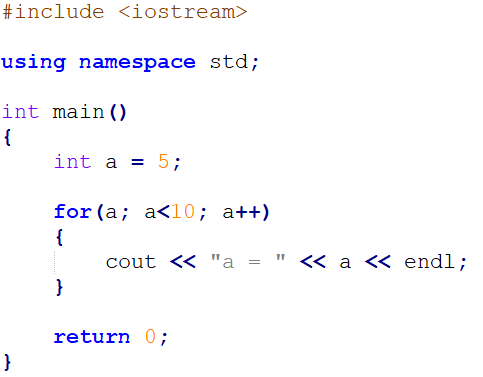 #include <iostream>
using namespace std;
int main()
{
    int a = 5;
    for(a; a<10; a++)
    {
        cout << "a = " << a << endl;
    }
    return 0;
}